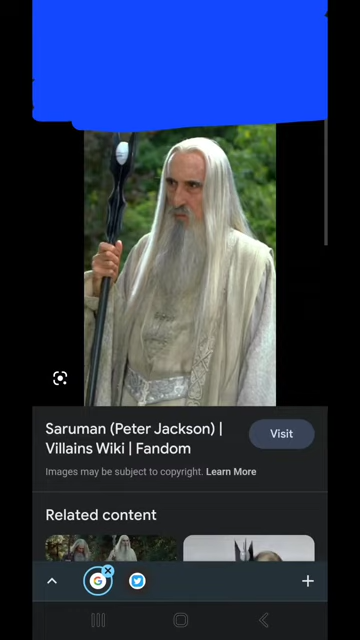 Saruman (Peter Jackson) |
Villains Wiki | Fandom
Visit
Images may be subject to copyright. Learn More
Related content